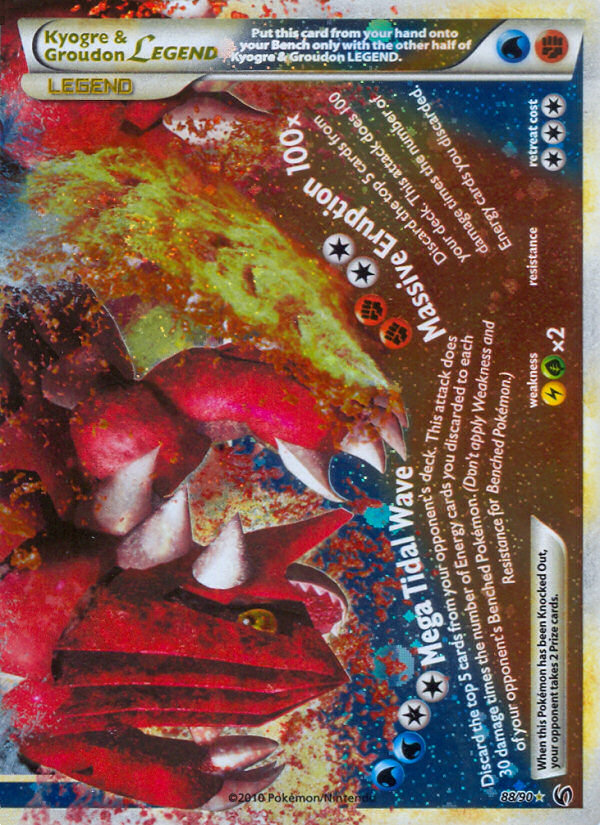 Kyogre &
Groudon LEGEND
LEGEND
Put this card from your hand onto
your Bench only with the other half of
Kyogre & Groudon LEGEND.
Mega Tidal Wave
Discard the top 5 cards from your opponent's deck. This attack does
30 damage times the number of Energy cards you discarded to each
of your opponent's Benched Pokémon. (Don't apply Weakness and
Resistance for Benched Pokémon.)
Massive Eruption 100×
Discard the top 5 cards from
your deck. This attack does 100
damage times the number of
Energy cards you discarded.
When this Pokémon has been Knocked Out,
your opponent takes 2 Prize cards.
weakness
x2
resistance
retreat cost
©2010 Pokémon/Nintendo
88/90